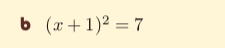 b (x + 1)² = 7